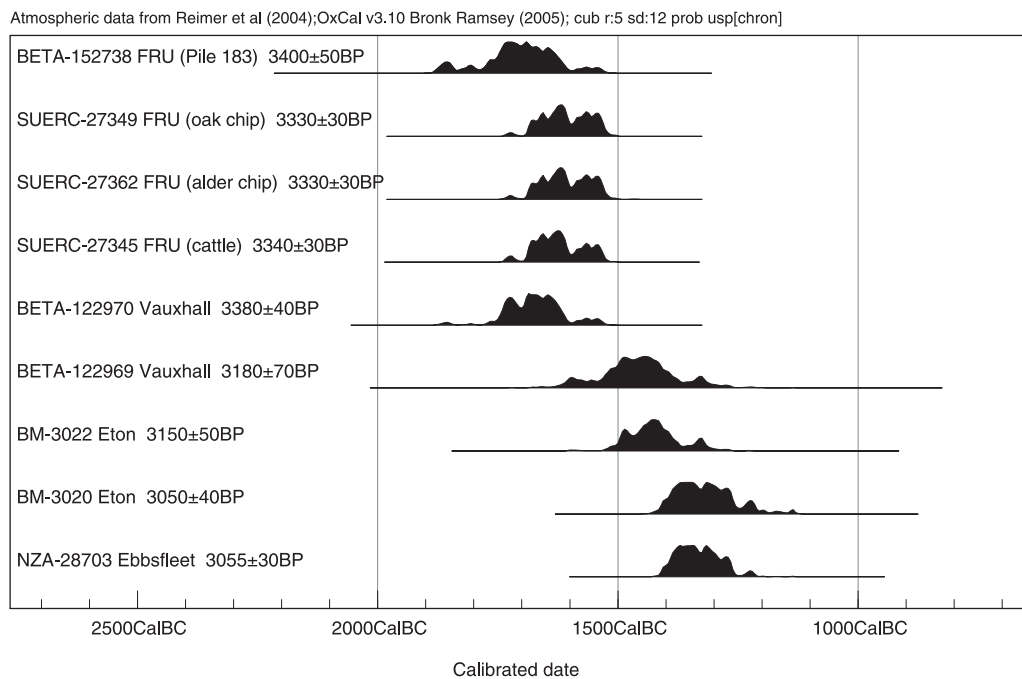 Atmospheric data from Reimer et al (2004);OxCal v3.10 Bronk Ramsey (2005); cub r:5 sd:12 prob usp[chron]
BETA-152738 FRU (Pile 183) 3400±50BP
SUERC-27349 FRU (oak chip) 3330±30BP
SUERC-27362 FRU (alder chip) 3330±30BP
SUERC-27345 FRU (cattle) 3340±30BP
BETA-122970 Vauxhall 3380±40BP
BETA-122969 Vauxhall 3180±70BP
BM-3022 Eton 3150±50BP
BM-3020 Eton 3050±40BP
NZA-28703 Ebbsfleet 3055±30BP
2500CalBC 2000CalBC 1500CalBC 1000CalBC
Calibrated date